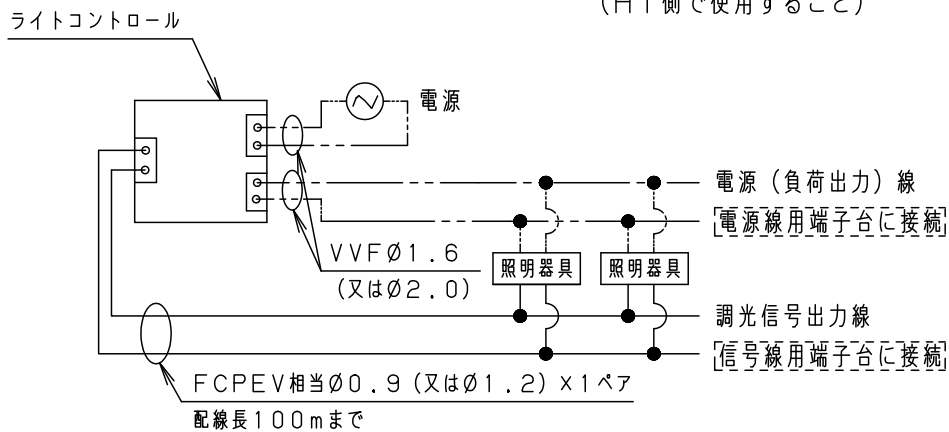 (HI側で使用すること)
ライトコントロール
電源
電源(負荷出力)線
電源線用端子台に接続
VVFØ1.6
(又はØ2.0)
照明器具 照明器具
調光信号出力線
信号線用端子台に接続
FCPEV相当Ø0.9(又はØ1.2)×1ペア
配線長100mまで